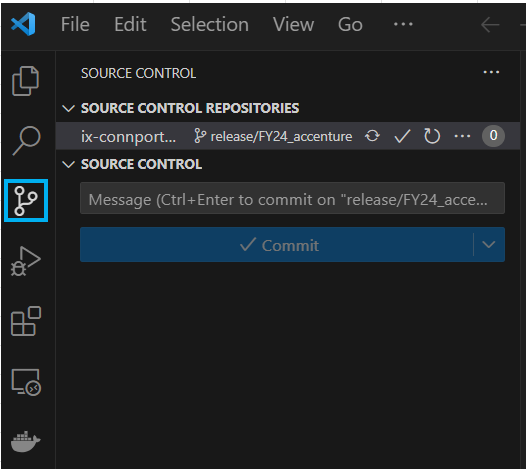 File Edit Selection View Go ...
SOURCE CONTROL ...
SOURCE CONTROL REPOSITORIES
ix-connport... release/FY24_accenture ... 0
SOURCE CONTROL
Message (Ctrl+Enter to commit on "release/FY24_acce...
Commit